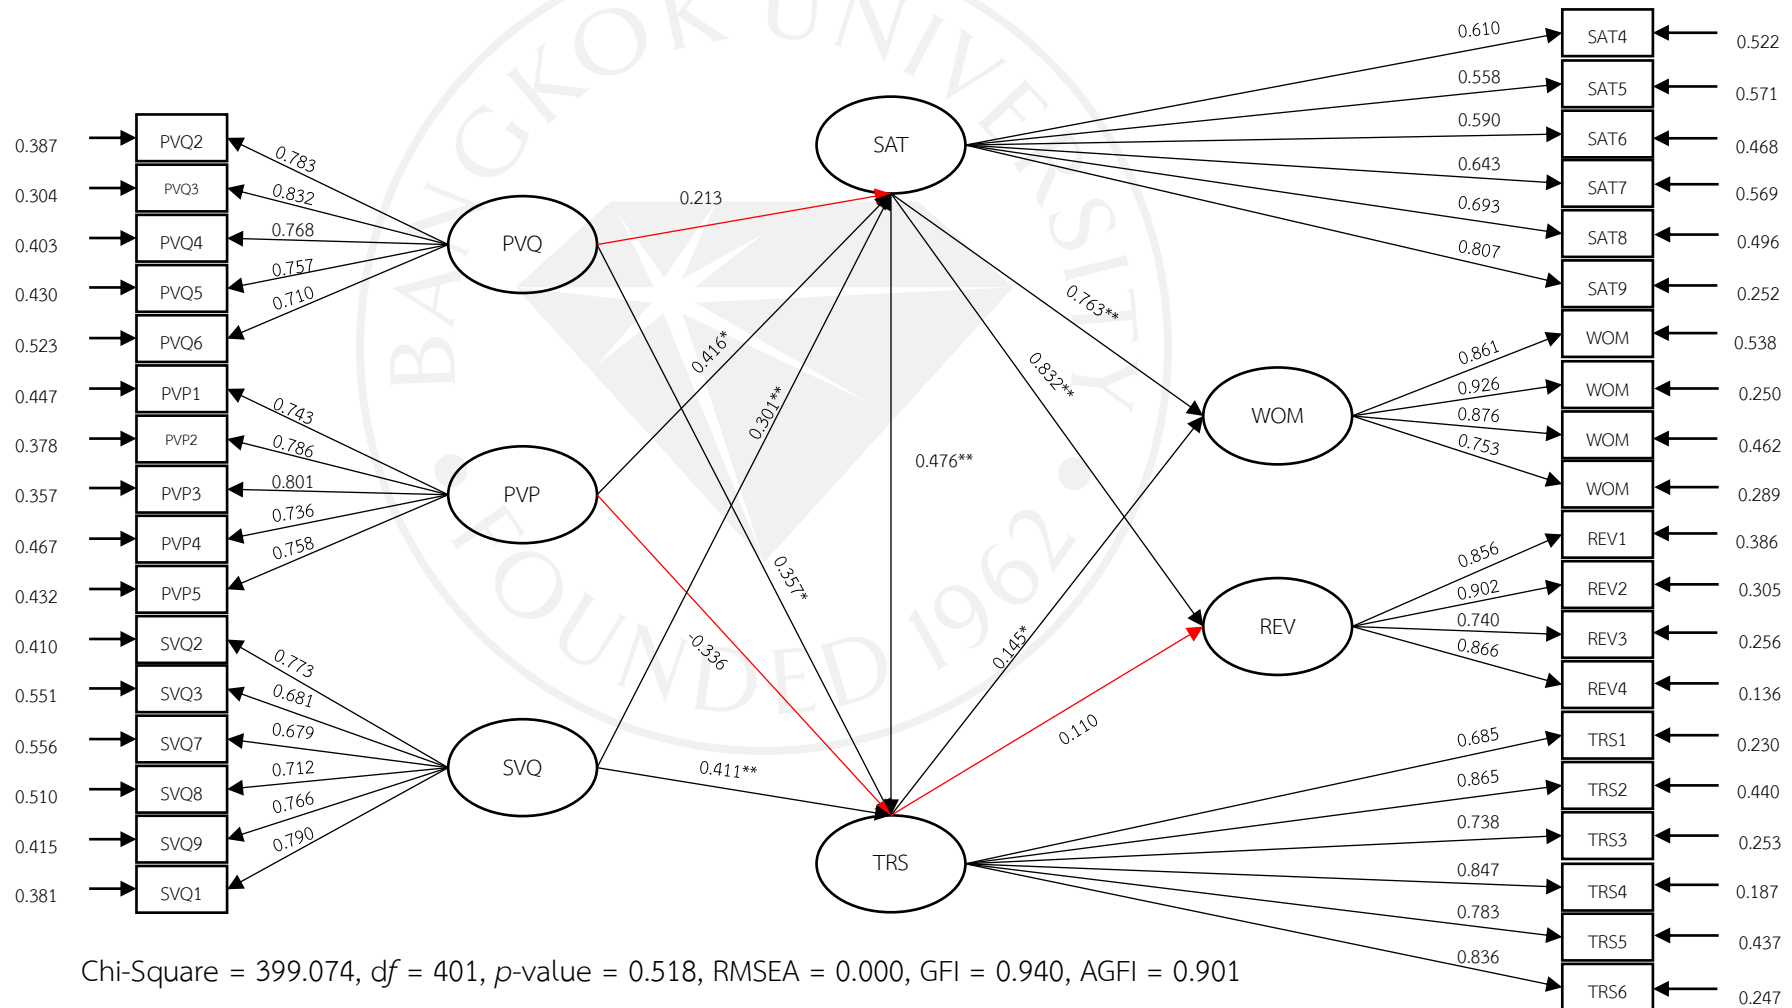 BANGKOK UNIVERSITY
FOUNDED 1962
0.387 PVQ2 0.783
0.304 PVQ3 0.832
0.403 PVQ4 0.768
0.430 PVQ5 0.757
0.523 PVQ6 0.710
0.447 PVP1 0.743
0.378 PVP2 0.786
0.357 PVP3 0.801
0.467 PVP4 0.736
0.432 PVP5 0.758
0.410 SVQ2 0.773
0.551 SVQ3 0.681
0.556 SVQ7 0.679
0.510 SVQ8 0.712
0.415 SVQ9 0.766
0.381 SVQ1 0.790
PVQ
PVP
SVQ
0.213
0.416*
0.301**
0.357*
-0.336
0.411**
SAT
0.476**
TRS
0.763**
0.832**
0.145*
0.110
WOM
REV
0.610 SAT4 0.522
0.558 SAT5 0.571
0.590 SAT6 0.468
0.643 SAT7 0.569
0.693 SAT8 0.496
0.807 SAT9 0.252
0.861 WOM 0.538
0.926 WOM 0.250
0.876 WOM 0.462
0.753 WOM 0.289
0.856 REV1 0.386
0.902 REV2 0.305
0.740 REV3 0.256
0.866 REV4 0.136
0.685 TRS1 0.230
0.865 TRS2 0.440
0.738 TRS3 0.253
0.847 TRS4 0.187
0.783 TRS5 0.437
0.836 TRS6 0.247
Chi-Square = 399.074, df = 401, p-value = 0.518, RMSEA = 0.000, GFI = 0.940, AGFI = 0.901